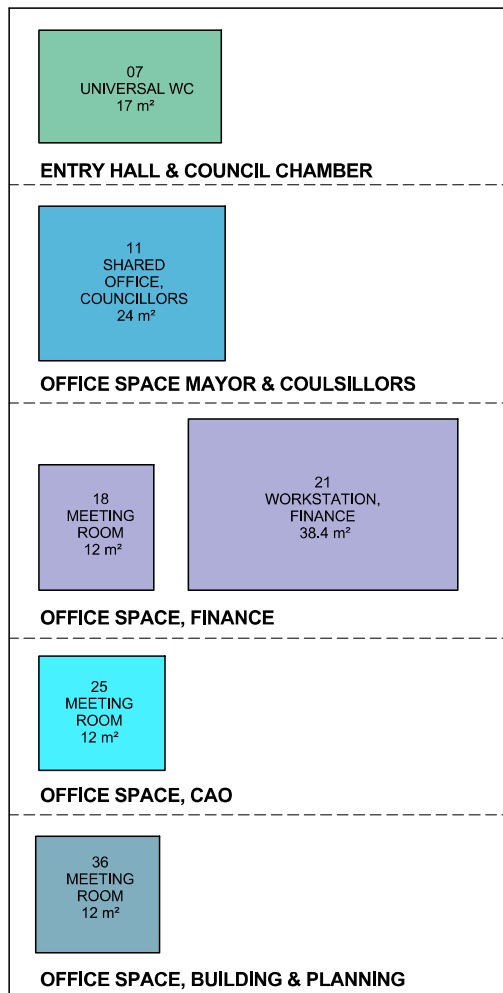 07
UNIVERSAL WC
17 m²
ENTRY HALL & COUNCIL CHAMBER
11
SHARED
OFFICE,
COUNCILLORS
24 m²
OFFICE SPACE MAYOR & COULSILLORS
18
MEETING
ROOM
12 m²
21
WORKSTATION,
FINANCE
38.4 m²
OFFICE SPACE, FINANCE
25
MEETING
ROOM
12 m²
OFFICE SPACE, CAO
36
MEETING
ROOM
12 m²
OFFICE SPACE, BUILDING & PLANNING